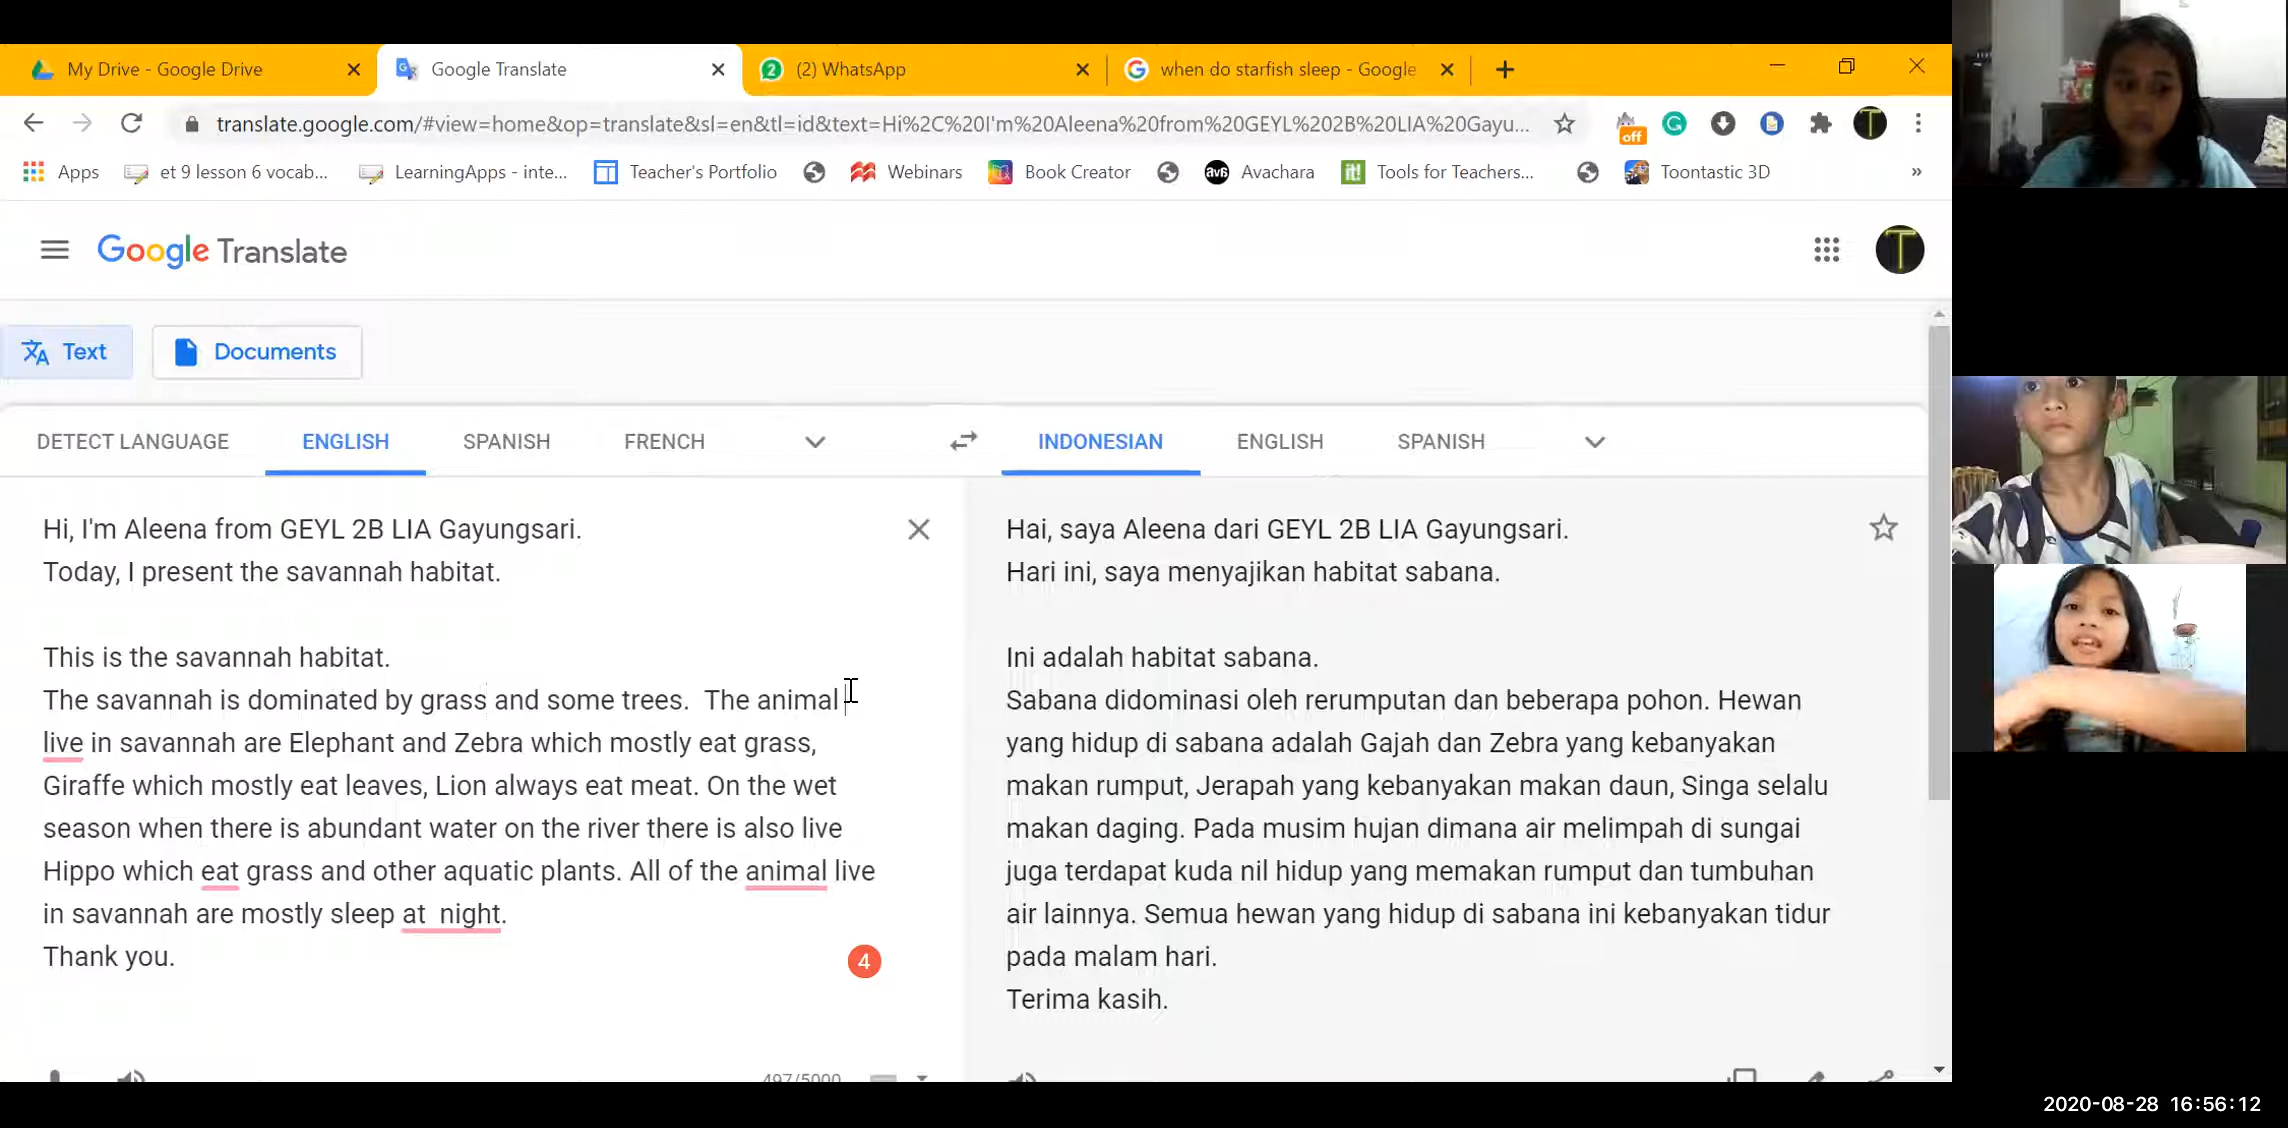 My Drive - Google Drive
Google Translate
2
(2) WhatsApp
when do starfish sleep - Google
translate.google.com/#view=home&op=translate&sl=en&tl=id&text=Hi%2C%20I'm%20Aleena%20from%20GEYL%202B%20LIA%20Gayu...
off
T
Apps
et 9 lesson 6 vocab...
LearningApps - inte...
Teacher's Portfolio
Webinars
Book Creator
Avachara
it!
Tools for Teachers...
Toontastic 3D
»
Google Translate
T
Text
Documents
DETECT LANGUAGE
ENGLISH
SPANISH
FRENCH
INDONESIAN
ENGLISH
SPANISH
Hi, I'm Aleena from GEYL 2B LIA Gayungsari.
Today, I present the savannah habitat.
This is the savannah habitat.
The savannah is dominated by grass and some trees.  The animal
live in savannah are Elephant and Zebra which mostly eat grass,
Giraffe which mostly eat leaves, Lion always eat meat. On the wet
season when there is abundant water on the river there is also live
Hippo which eat grass and other aquatic plants. All of the animal live
in savannah are mostly sleep at  night.
Thank you.
4
497/5000
Hai, saya Aleena dari GEYL 2B LIA Gayungsari.
Hari ini, saya menyajikan habitat sabana.
Ini adalah habitat sabana.
Sabana didominasi oleh rerumputan dan beberapa pohon. Hewan
yang hidup di sabana adalah Gajah dan Zebra yang kebanyakan
makan rumput, Jerapah yang kebanyakan makan daun, Singa selalu
makan daging. Pada musim hujan dimana air melimpah di sungai
juga terdapat kuda nil hidup yang memakan rumput dan tumbuhan
air lainnya. Semua hewan yang hidup di sabana ini kebanyakan tidur
pada malam hari.
Terima kasih.
2020-08-28 16:56:12